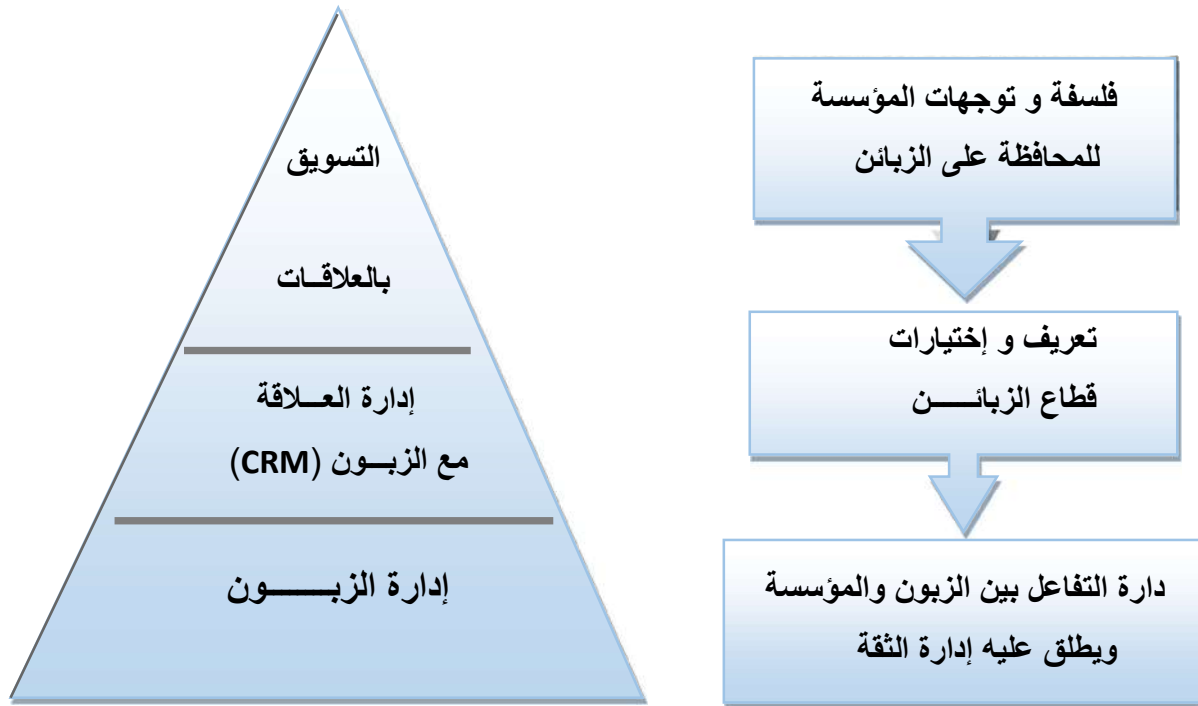 التسويق
بالعلاقــات
إدارة العــلاقة
مع الزبــون (CRM)
إدارة الزبـــــون
فلسفة و توجهات المؤسسة
للمحافظة على الزبائن
تعريف و إختيارات
قطاع الزبائـــــن
دارة التفاعل بين الزبون والمؤسسة
ويطلق عليه إدارة الثقة